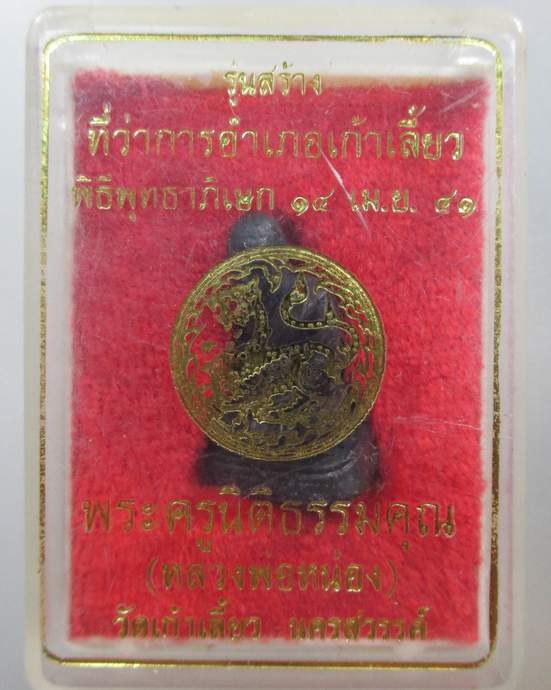 รุ่นสร้าง
ที่ว่าการอำเภอเก้าเลี้ยว
พิธีพุทธาภิเษก ๑๔ เม.ย. ๔๑
พระครูนิติธรรมคุณ
(หลวงพ่อหน่อง)
วัดเก้าเลี้ยว นครสวรรค์